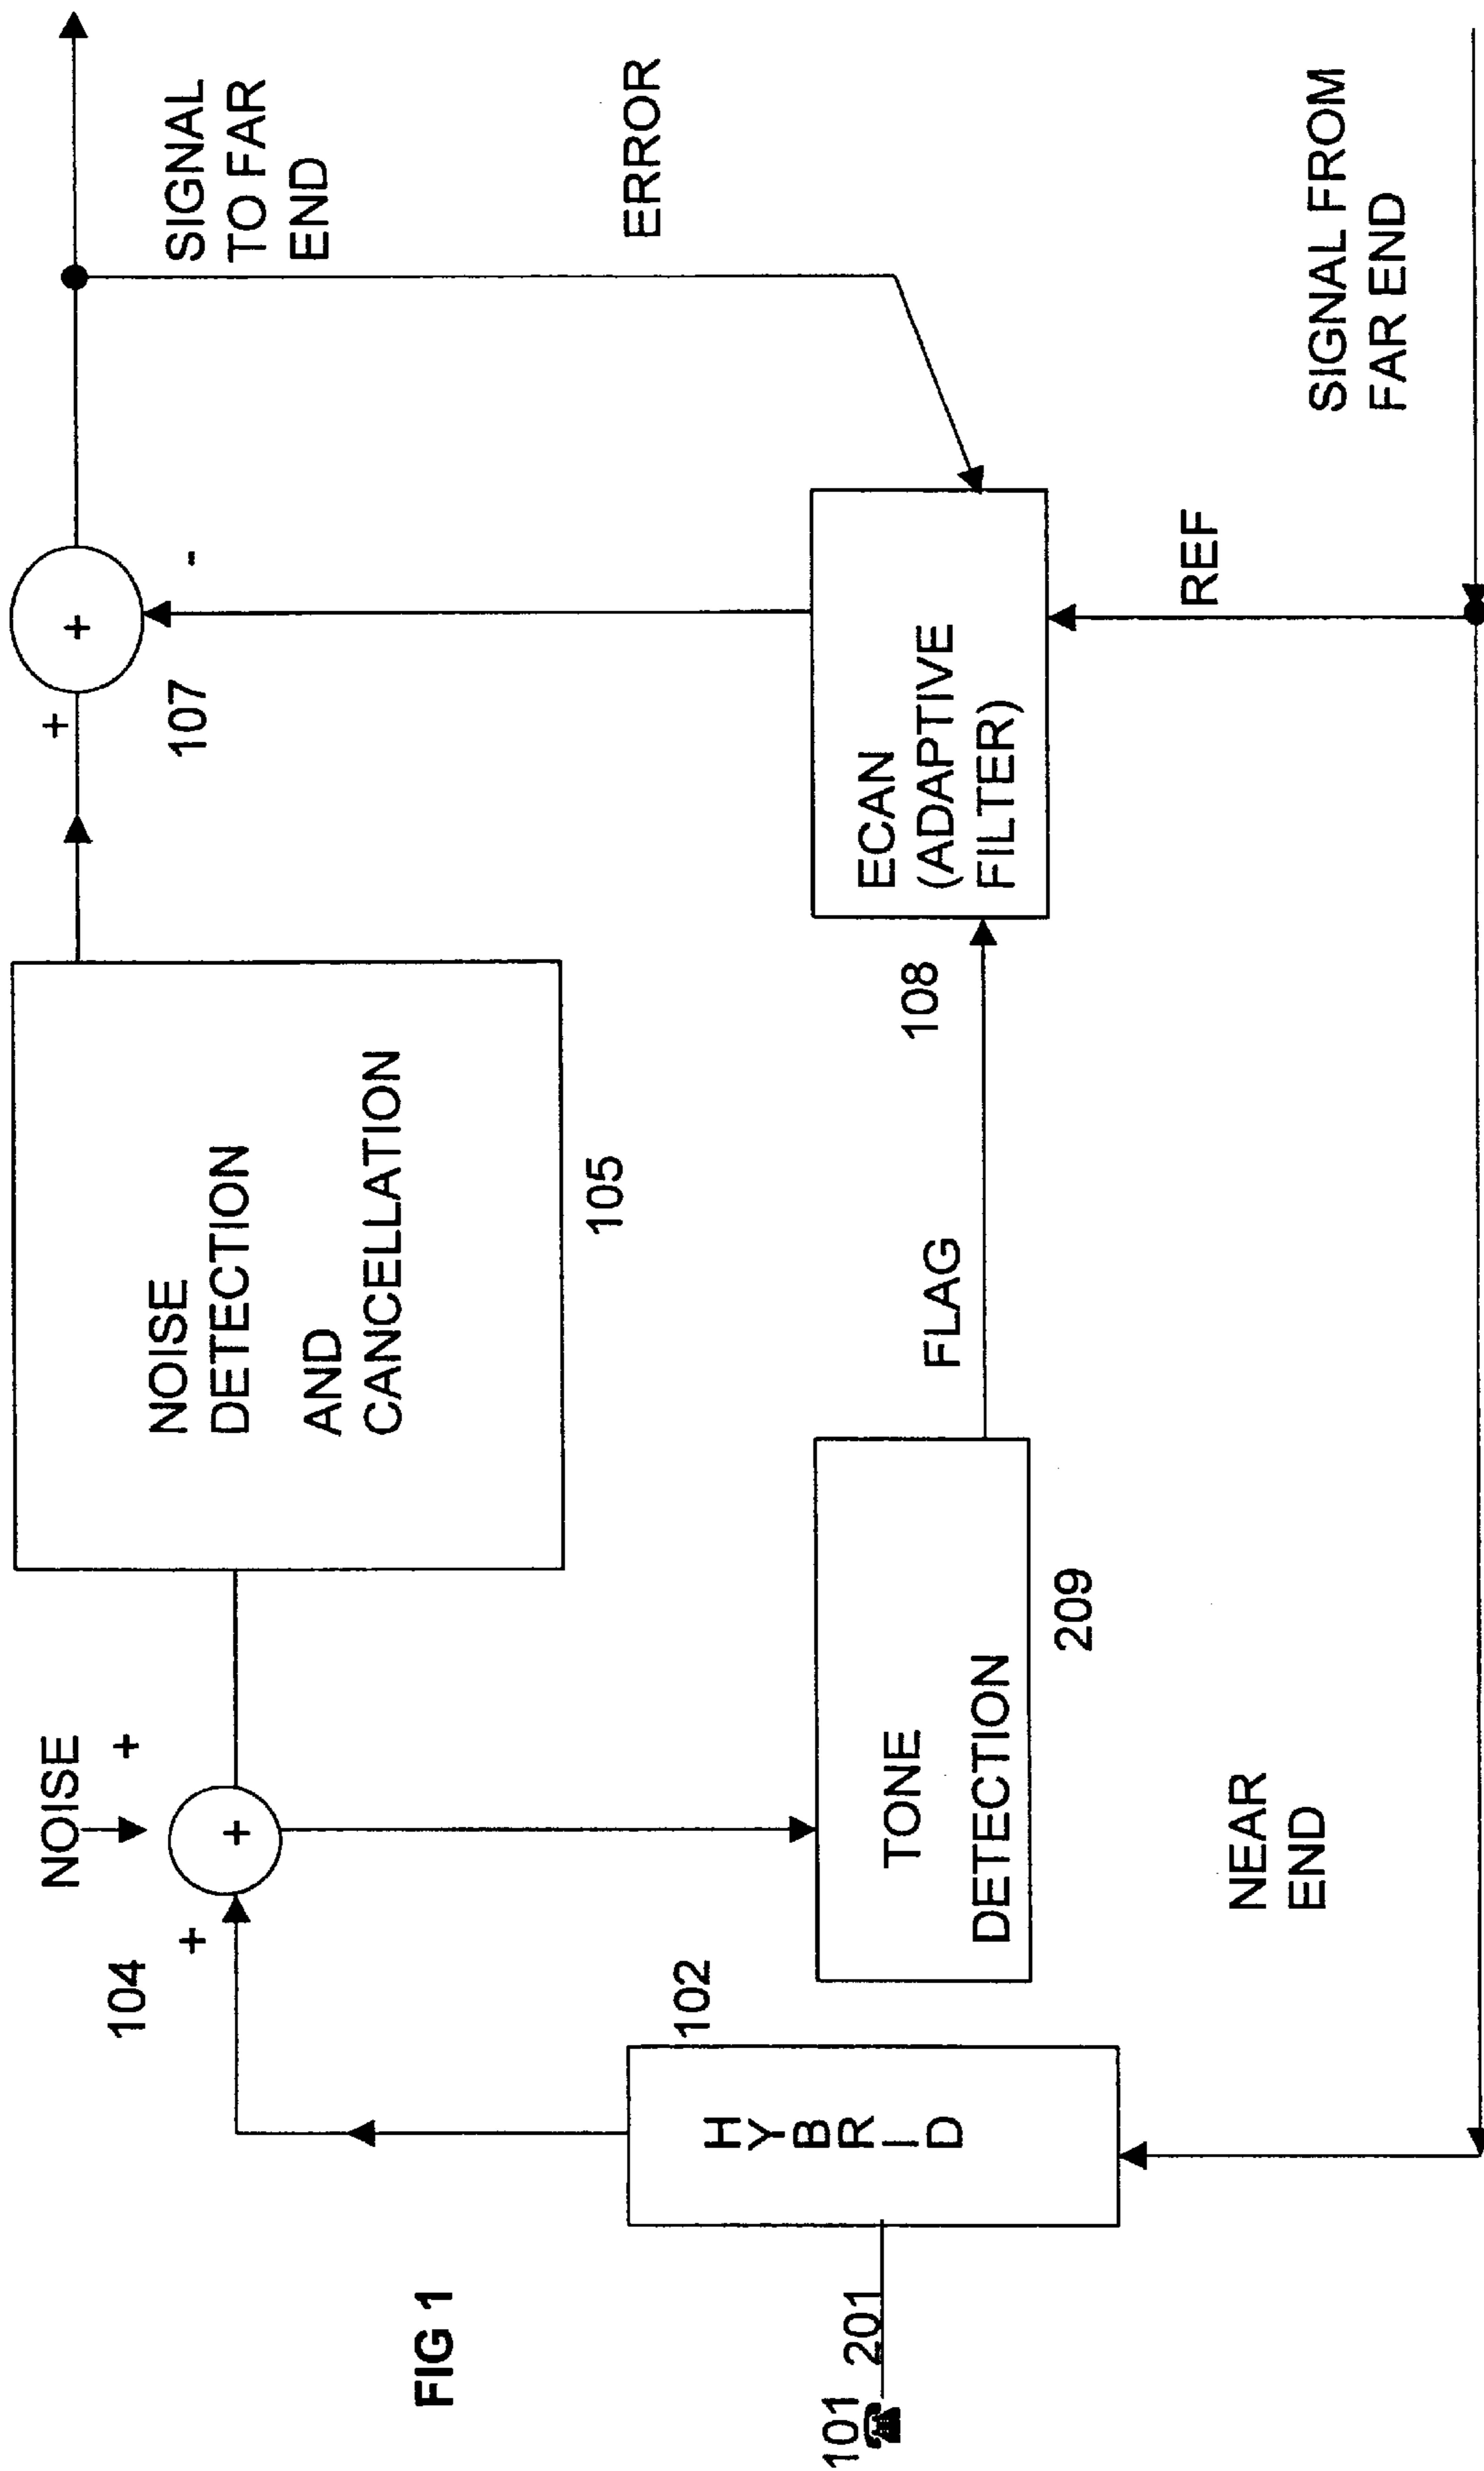 FIG 1
NOISE
+
104
+
+
NOISE
DETECTION
AND
CANCELLATION
105
+
+
-
107
SIGNAL
TO FAR
END
ERROR
101
201
102
H
Y
B
R
I
D
TONE
DETECTION
209
FLAG
108
ECAN
(ADAPTIVE
FILTER)
REF
NEAR
END
SIGNAL FROM
FAR END